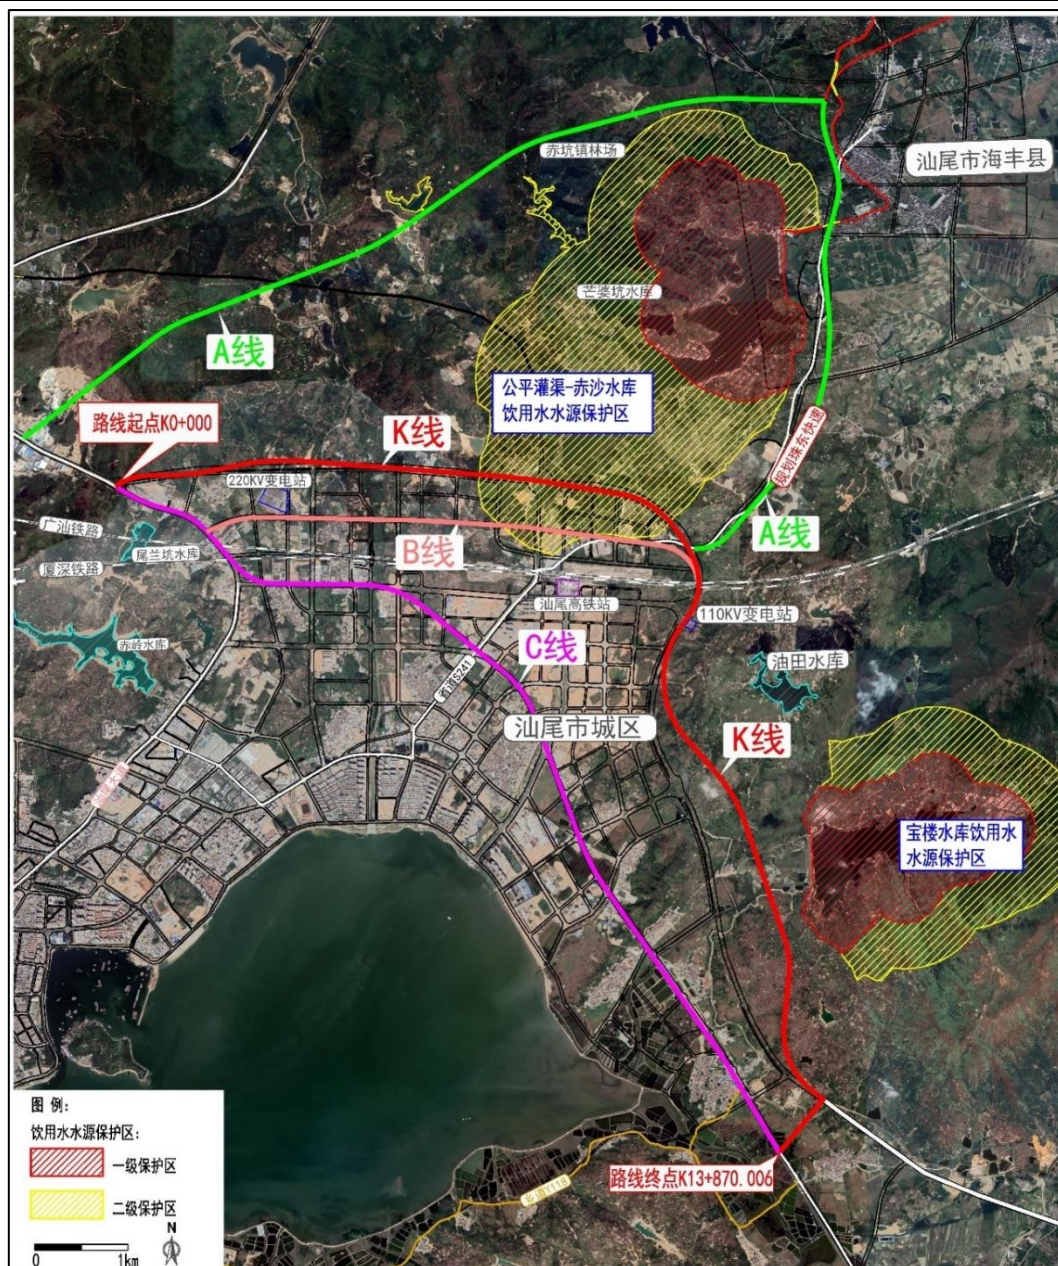 赤坑镇林场
汕尾市海丰县
芒婆坑水库
A线
公平灌渠-赤沙水库
饮用水水源保护区
路线起点K0+000
K线
规划珠东快速
220KV变电站
A线
广汕铁路
B线
尾兰坑水库
厦深铁路
汕尾高铁站
110KV变电站
赤岭水库
C线
油田水库
省道S241
汕尾市城区
K线
宝楼水库饮用水
水源保护区
图 例:
饮用水水源保护区:
一级保护区
路线终点K13+870.006
乡道Y118
二级保护区
N
0
1km